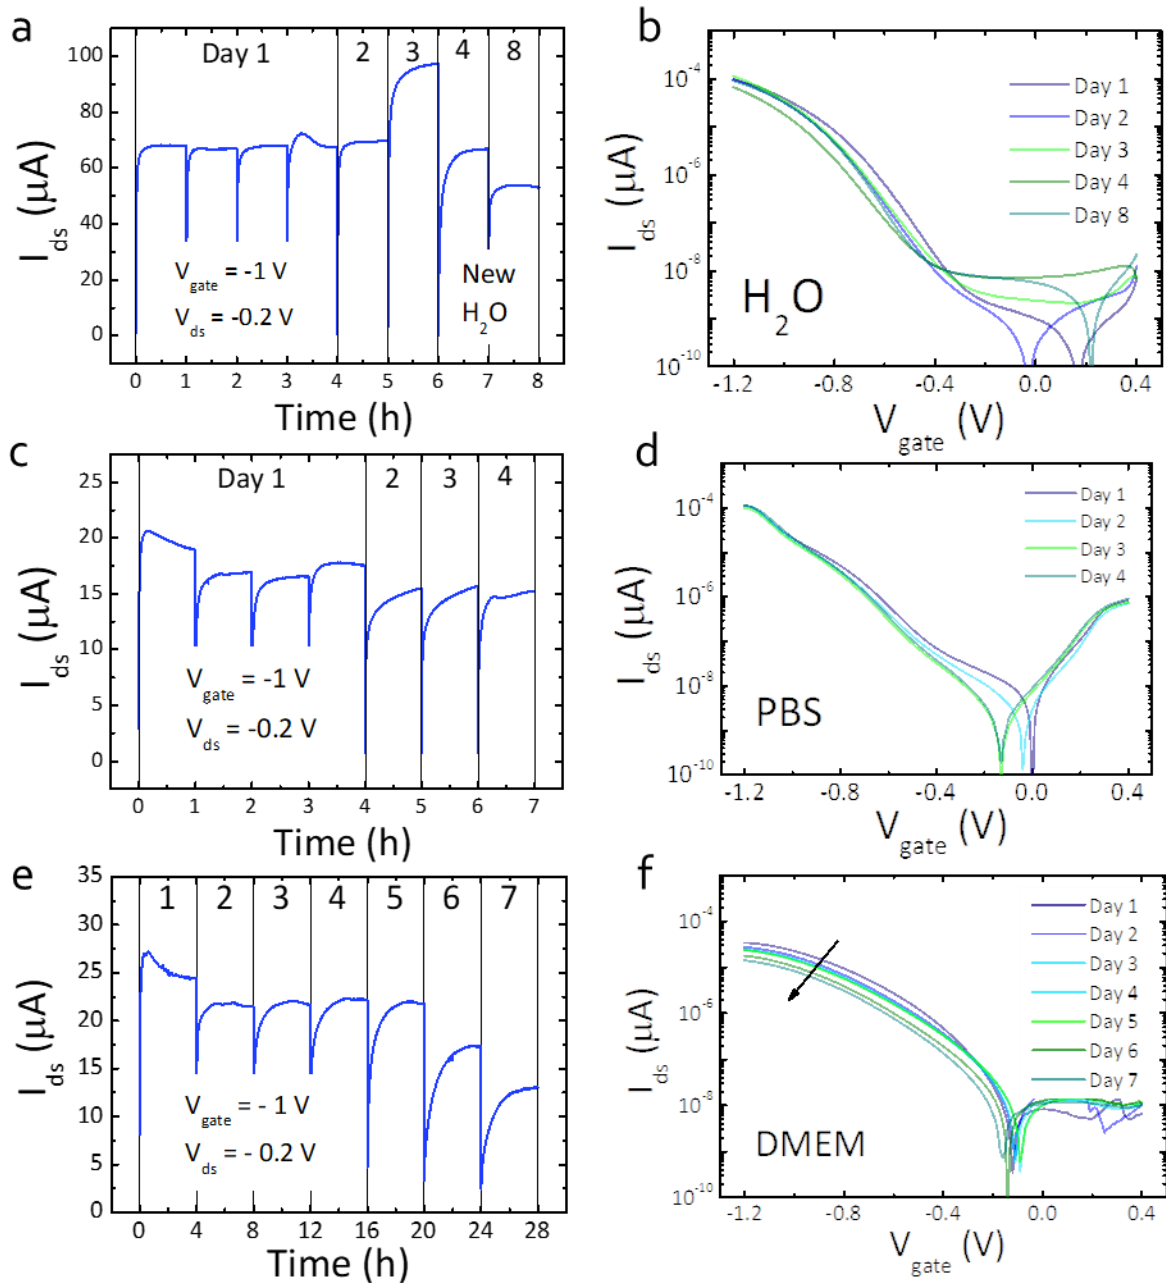 a
Day 1 2 3 4 8
I_ds (μA)
100
80
60
40
20
0
V_gate = -1 V
V_ds = -0.2 V
New
H₂O
0 1 2 3 4 5 6 7 8
Time (h)
b
I_ds (μA)
10⁻⁴
10⁻⁶
10⁻⁸
10⁻¹⁰
Day 1
Day 2
Day 3
Day 4
Day 8
H₂O
-1.2 -0.8 -0.4 0.0 0.4
V_gate (V)
c
Day 1 2 3 4
I_ds (μA)
25
20
15
10
5
0
V_gate = -1 V
V_ds = -0.2 V
0 1 2 3 4 5 6 7
Time (h)
d
I_ds (μA)
10⁻⁴
10⁻⁶
10⁻⁸
10⁻¹⁰
Day 1
Day 2
Day 3
Day 4
PBS
-1.2 -0.8 -0.4 0.0 0.4
V_gate (V)
e
1 2 3 4 5 6 7
I_ds (μA)
35
30
25
20
15
10
5
0
V_gate = - 1 V
V_ds = - 0.2 V
0 4 8 12 16 20 24 28
Time (h)
f
I_ds (μA)
10⁻⁴
10⁻⁶
10⁻⁸
10⁻¹⁰
Day 1
Day 2
Day 3
Day 4
Day 5
Day 6
Day 7
DMEM
-1.2 -0.8 -0.4 0.0 0.4
V_gate (V)